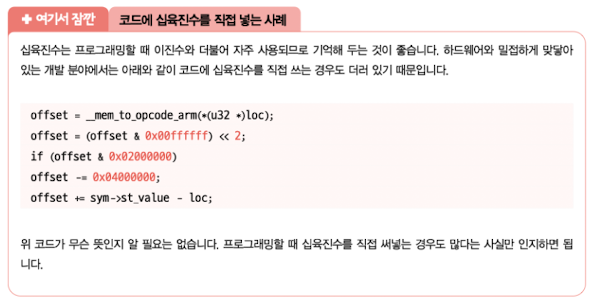 ✚ 여기서 잠깐 코드에 십육진수를 직접 넣는 사례
십육진수는 프로그래밍할 때 이진수와 더불어 자주 사용되므로 기억해 두는 것이 좋습니다. 하드웨어와 밀접하게 맞닿아
있는 개발 분야에서는 아래와 같이 코드에 십육진수를 직접 쓰는 경우도 더러 있기 때문입니다.
offset = __mem_to_opcode_arm(*(u32 *)loc);
offset = (offset & 0x00ffffff) << 2;
if (offset & 0x02000000)
offset -= 0x04000000;
offset += sym->st_value - loc;
위 코드가 무슨 뜻인지 알 필요는 없습니다. 프로그래밍할 때 십육진수를 직접 써넣는 경우도 많다는 사실만 인지하면 됩
니다.